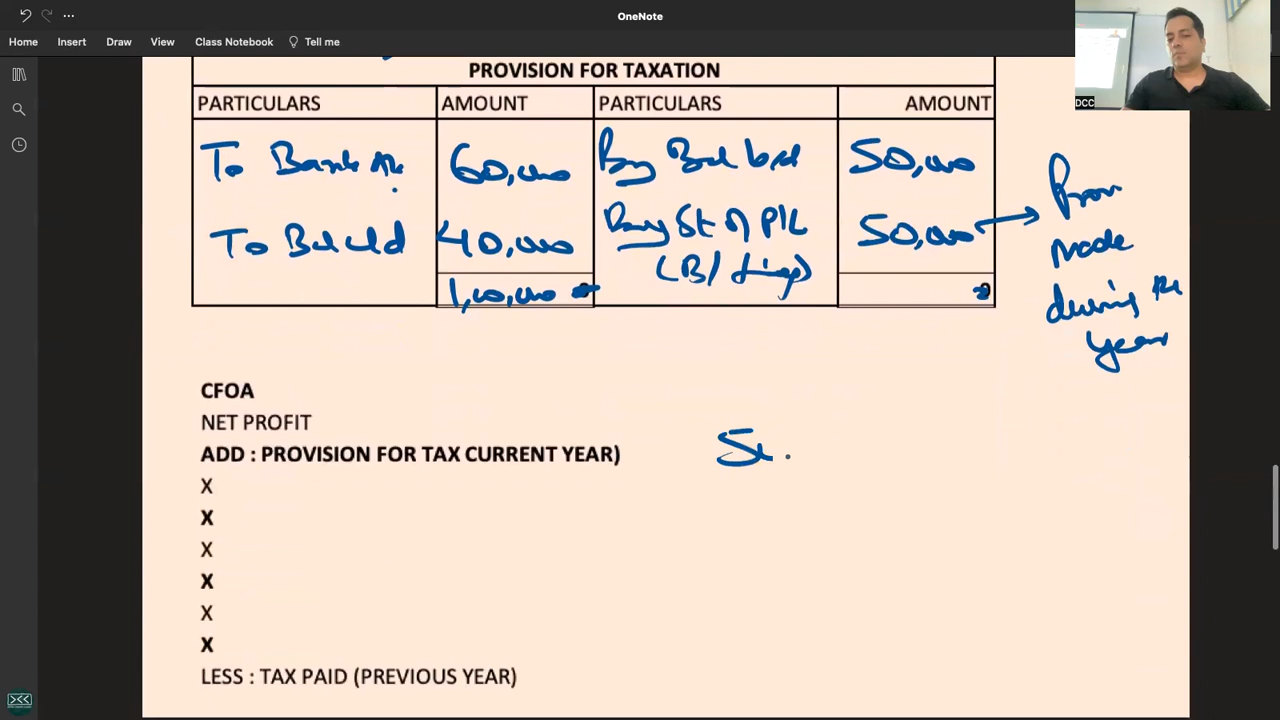 OneNote
Home Insert Draw View Class Notebook Tell me
DCC
PROVISION FOR TAXATION
PARTICULARS AMOUNT PARTICULARS AMOUNT
To Bank A/c 60,000 By Bal b/d 50,000
To Bal c/d 40,000 By St of P/L 50,000
(B/ fing)
1,00,000
Prov
made
during the
year
CFOA
NET PROFIT
ADD : PROVISION FOR TAX CURRENT YEAR)
X
X
X
X
X
X
LESS : TAX PAID (PREVIOUS YEAR)